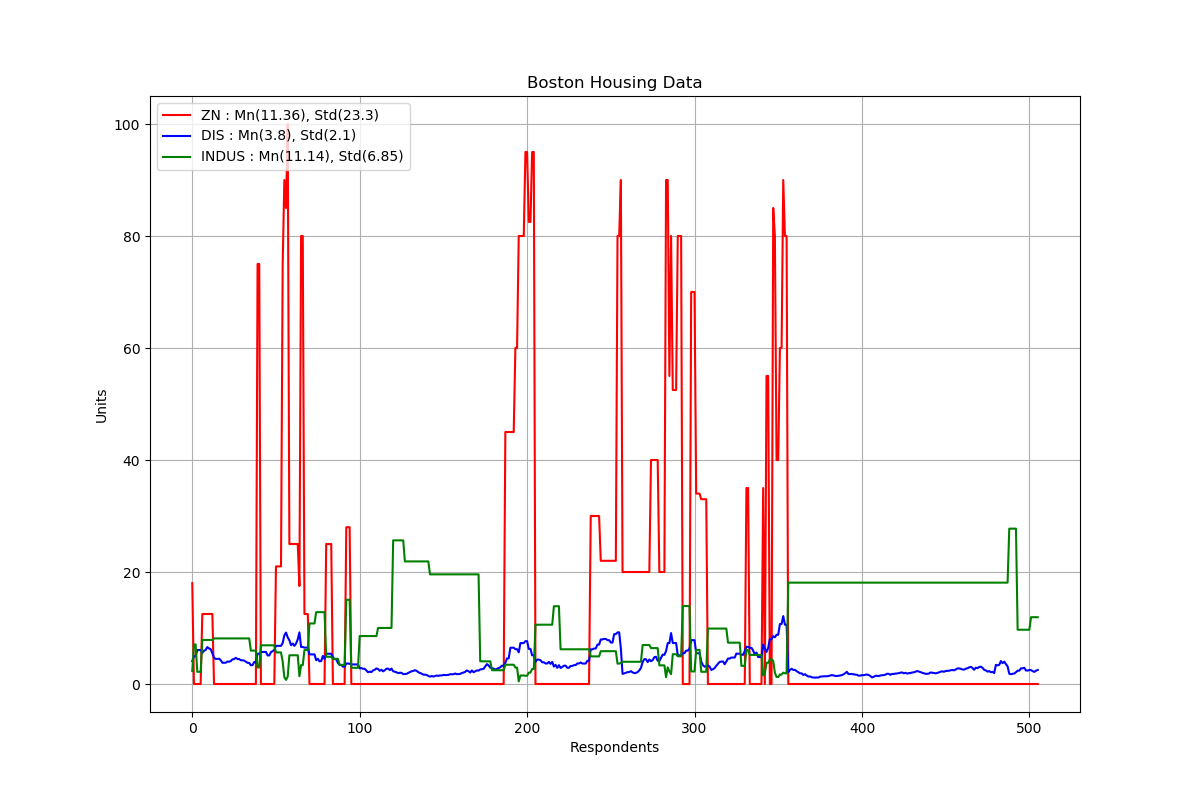 Boston Housing Data
ZN : Mn(11.36), Std(23.3)
DIS : Mn(3.8), Std(2.1)
INDUS : Mn(11.14), Std(6.85)
100
80
60
40
20
0
Units
0 100 200 300 400 500
Respondents